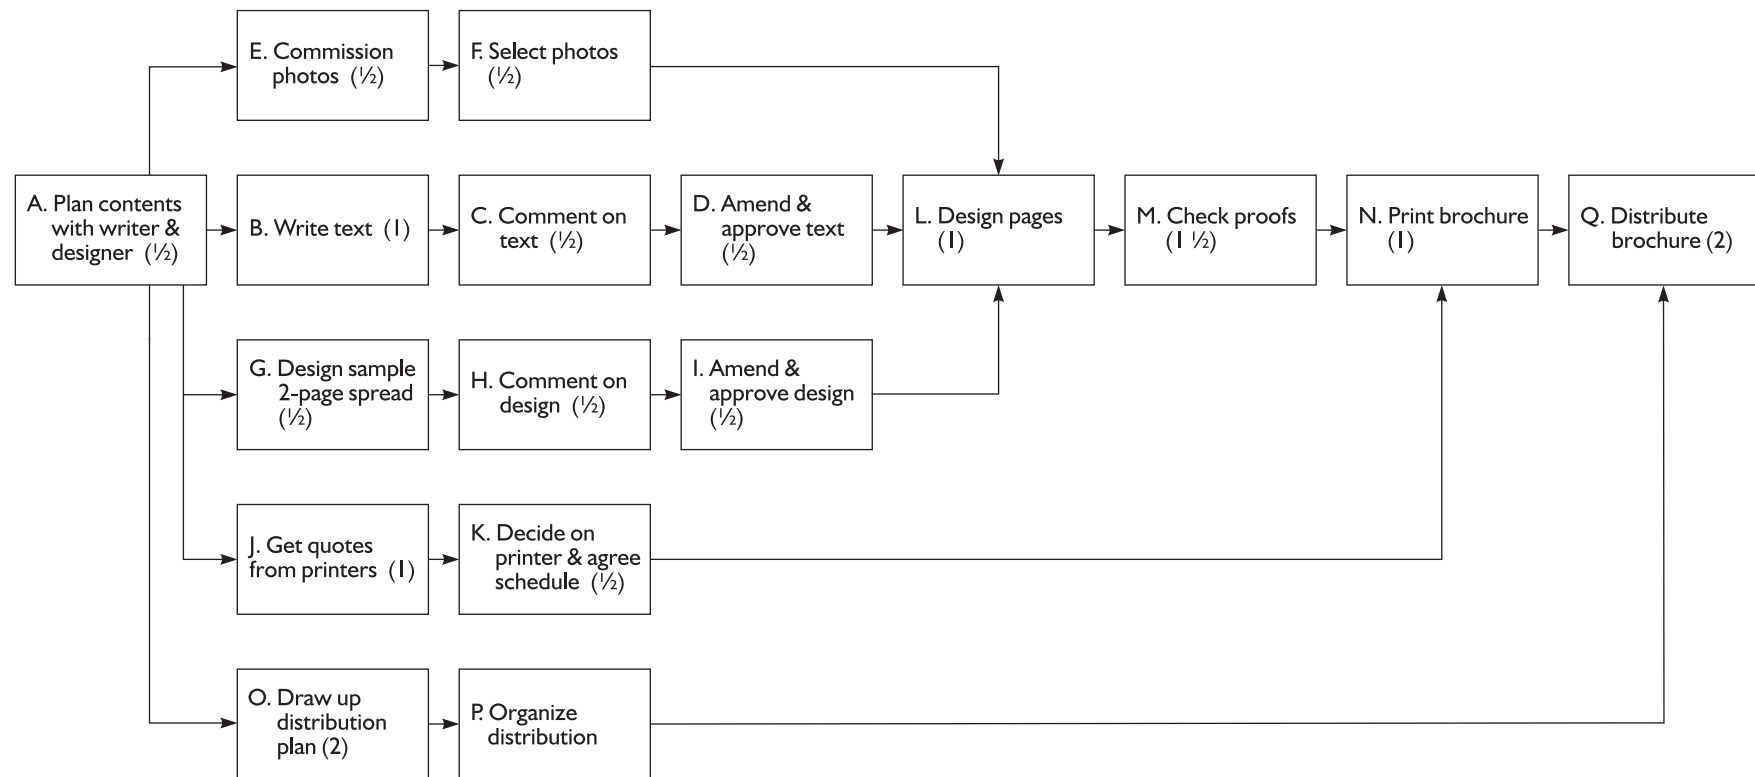 E. Commission
photos (½)
F. Select photos
(½)
A. Plan contents
with writer &
designer (½)
B. Write text (1)
C. Comment on
text (½)
D. Amend &
approve text
(½)
L. Design pages
(1)
M. Check proofs
(1 ½)
N. Print brochure
(1)
Q. Distribute
brochure (2)
G. Design sample
2-page spread
(½)
H. Comment on
design (½)
I. Amend &
approve design
(½)
J. Get quotes
from printers (1)
K. Decide on
printer & agree
schedule (½)
O. Draw up
distribution
plan (2)
P. Organize
distribution